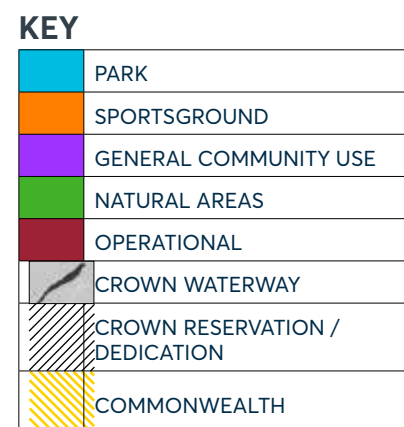 KEY
PARK
SPORTSGROUND
GENERAL COMMUNITY USE
NATURAL AREAS
OPERATIONAL
CROWN WATERWAY
CROWN RESERVATION /
DEDICATION
COMMONWEALTH